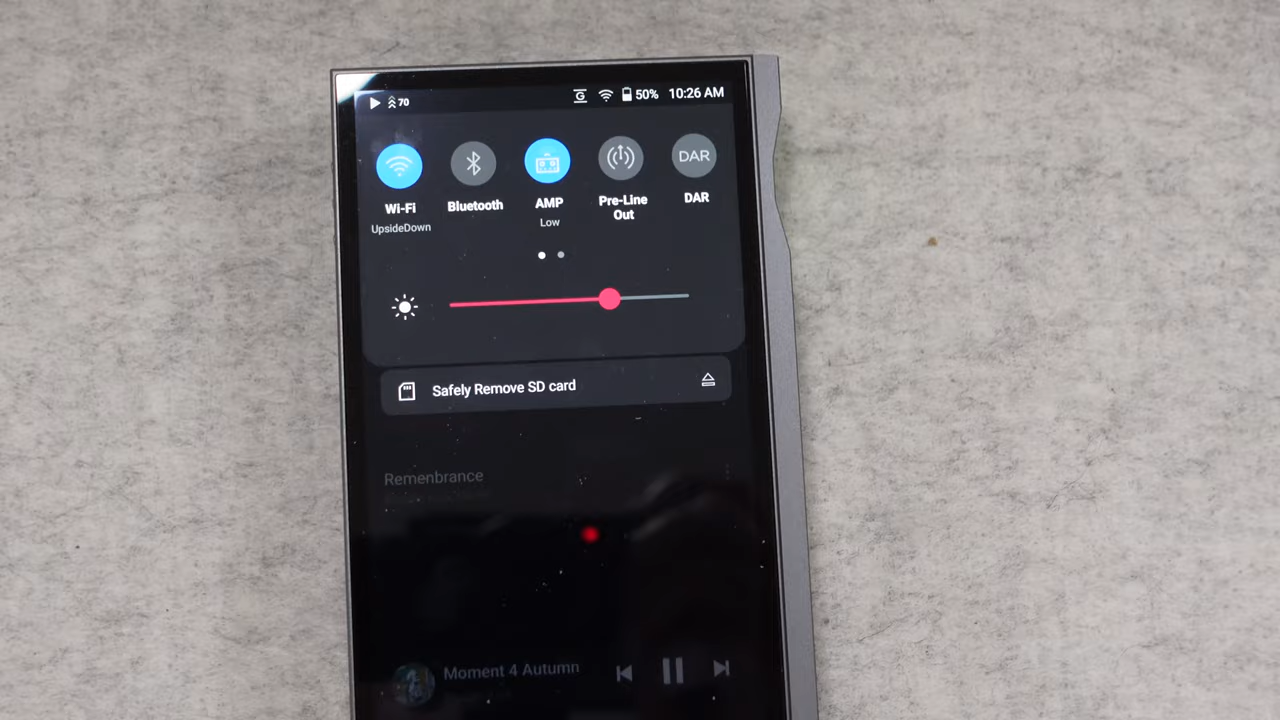 70
G
50%
10:26 AM
DAR
Wi-Fi
UpsideDown
Bluetooth
AMP
Low
Pre-Line
Out
DAR
Safely Remove SD card
Remenbrance
Moment 4 Autumn